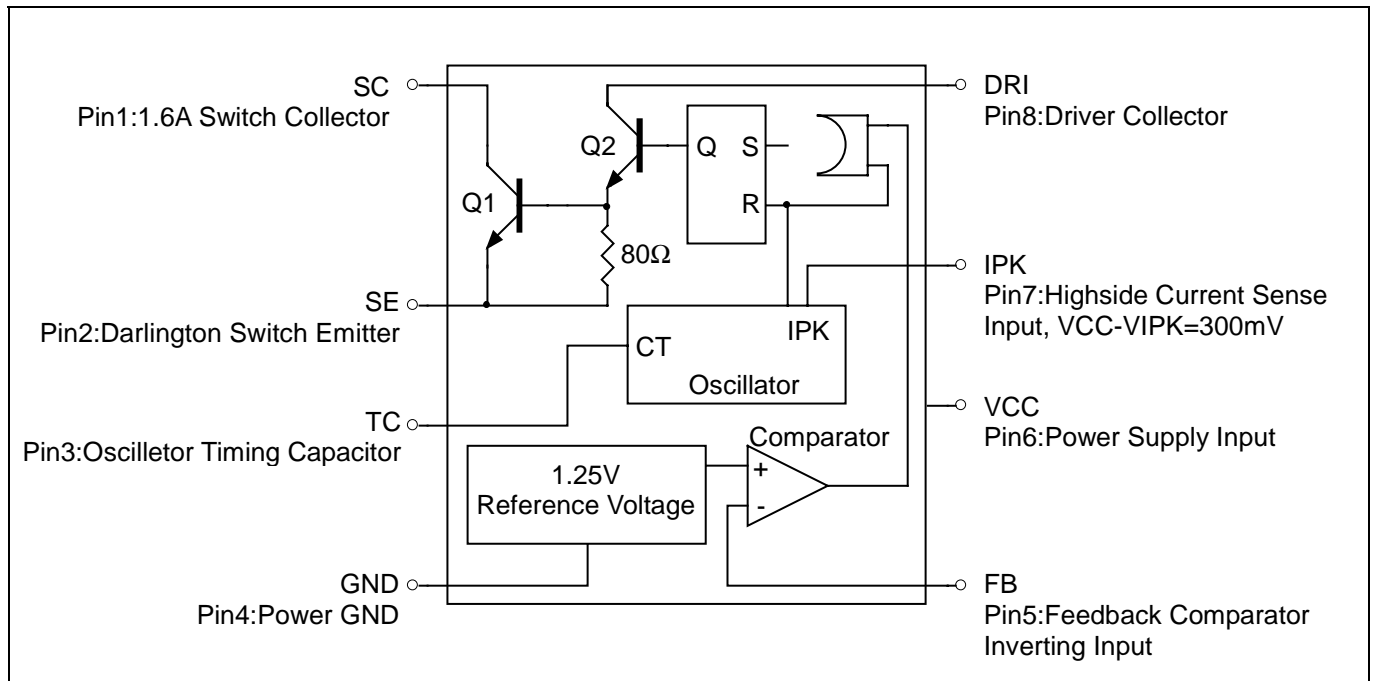 SC
Pin1:1.6A Switch Collector
DRI
Pin8:Driver Collector
Q2
Q
S
Q1
R
80Ω
SE
Pin2:Darlington Switch Emitter
IPK
Pin7:Highside Current Sense
Input, VCC-VIPK=300mV
CT
IPK
Oscillator
TC
Pin3:Oscilletor Timing Capacitor
VCC
Pin6:Power Supply Input
Comparator
1.25V
Reference Voltage
+
-
GND
Pin4:Power GND
FB
Pin5:Feedback Comparator
Inverting Input